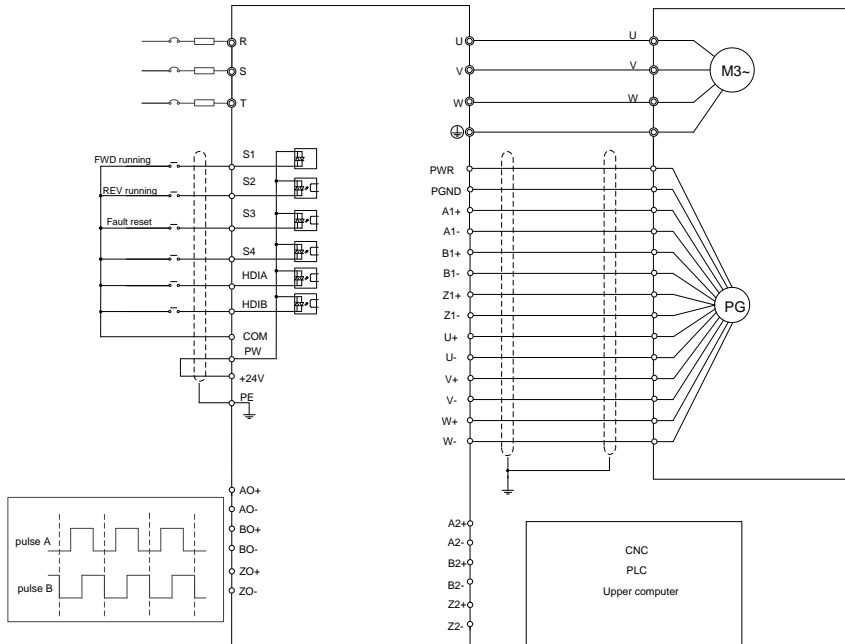 R
S
T
FWD running
REV running
Fault reset
S1
S2
S3
S4
HDIA
HDIB
COM
PW
+24V
PE
AO+
AO-
BO+
BO-
ZO+
ZO-
pulse A
pulse B
U
V
W
U
V
W
M3~
PWR
PGND
A1+
A1-
B1+
B1-
Z1+
Z1-
U+
U-
V+
V-
W+
W-
PG
A2+
A2-
B2+
B2-
Z2+
Z2-
CNC
PLC
Upper computer